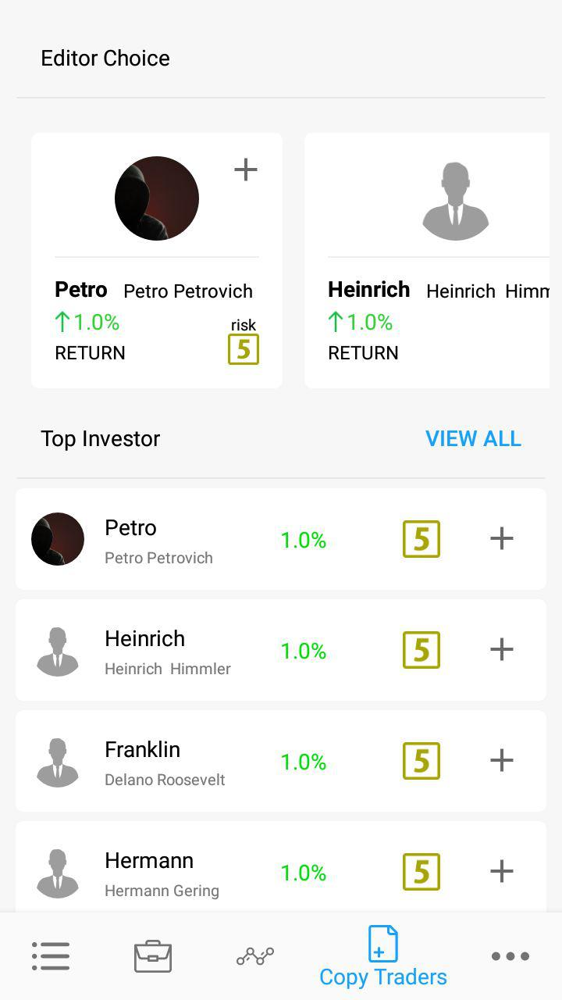 Editor Choice
Petro Petro Petrovich
1.0%
risk
RETURN
5
Heinrich Heinrich Himm
1.0%
RETURN
Top Investor
VIEW ALL
Petro
Petro Petrovich
1.0%
5
Heinrich
Heinrich Himmler
1.0%
5
Franklin
Delano Roosevelt
1.0%
5
Hermann
Hermann Gering
1.0%
5
Copy Traders